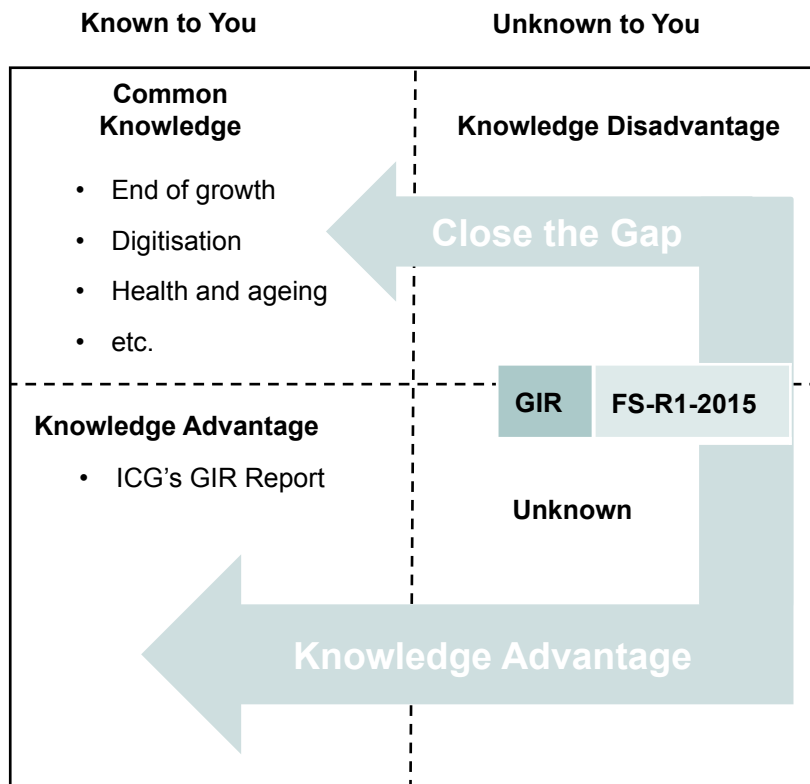 Known to You
Unknown to You
Common
Knowledge
• End of growth
• Digitisation
• Health and ageing
• etc.
Knowledge Disadvantage
Close the Gap
GIR
FS-R1-2015
Knowledge Advantage
• ICG's GIR Report
Unknown
Knowledge Advantage